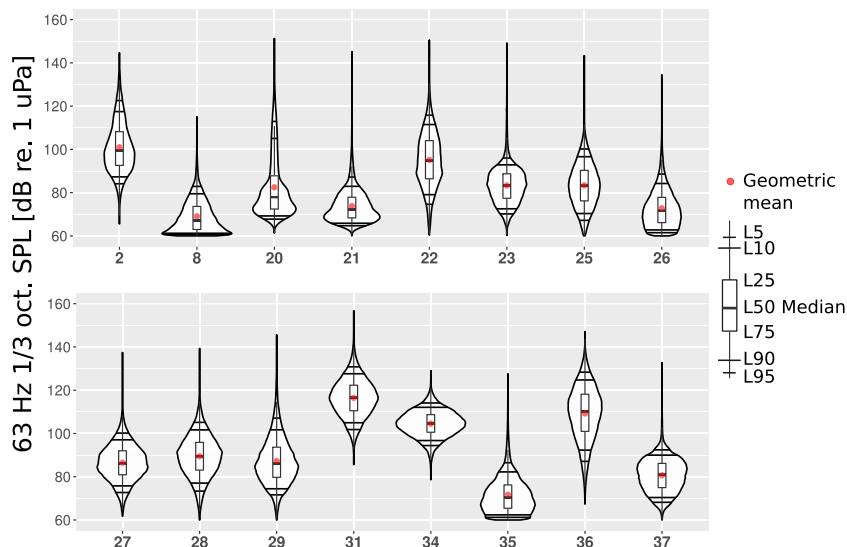 63 Hz 1/3 oct. SPL [dB re. 1 uPa]
160
140
120
100
80
60
2 8 20 21 22 23 25 26
160
140
120
100
80
60
27 28 29 31 34 35 36 37
Geometric
mean
L5
L10
L25
L50 Median
L75
L90
L95